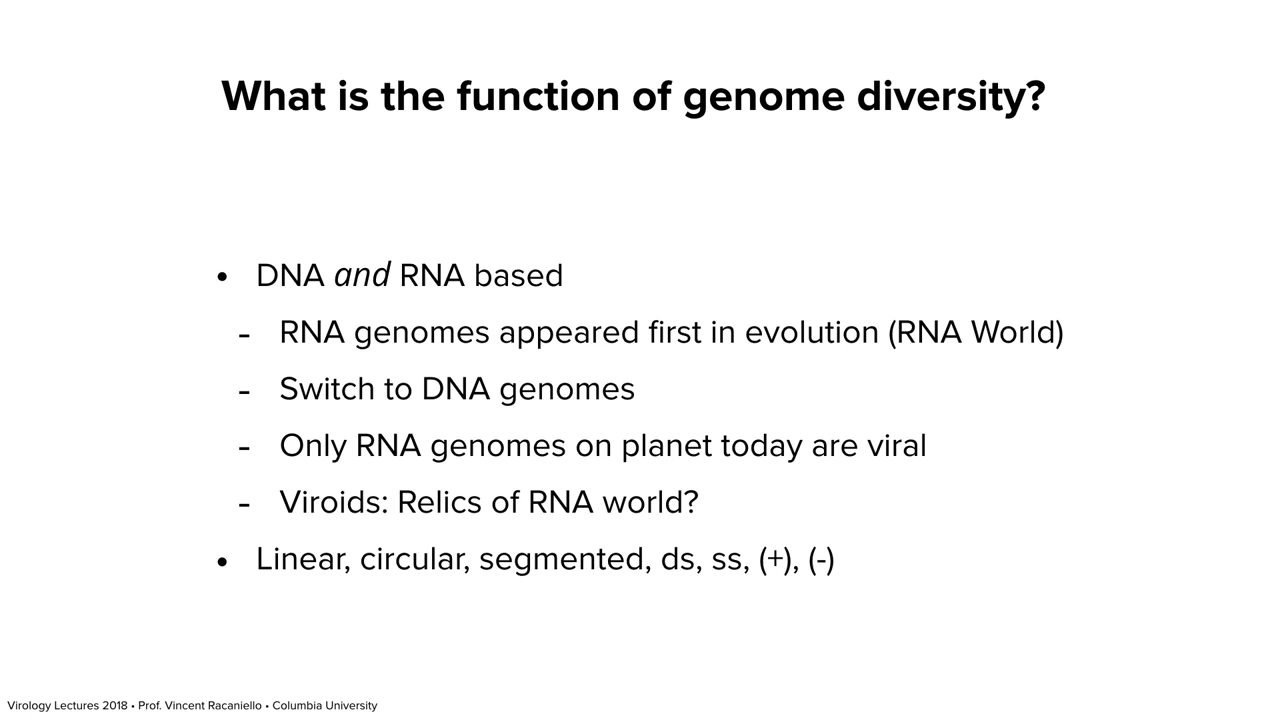 What is the function of genome diversity?
• DNA and RNA based
- RNA genomes appeared first in evolution (RNA World)
- Switch to DNA genomes
- Only RNA genomes on planet today are viral
- Viroids: Relics of RNA world?
• Linear, circular, segmented, ds, ss, (+), (-)
Virology Lectures 2018 • Prof. Vincent Racaniello • Columbia University